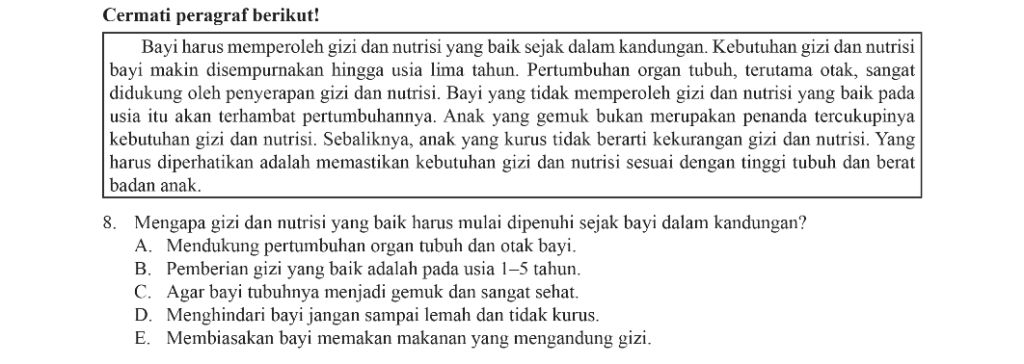 Cermati peragraf berikut!
Bayi harus memperoleh gizi dan nutrisi yang baik sejak dalam kandungan. Kebutuhan gizi dan nutrisi
bayi makin disempurnakan hingga usia lima tahun. Pertumbuhan organ tubuh, terutama otak, sangat
didukung oleh penyerapan gizi dan nutrisi. Bayi yang tidak memperoleh gizi dan nutrisi yang baik pada
usia itu akan terhambat pertumbuhannya. Anak yang gemuk bukan merupakan penanda tercukupinya
kebutuhan gizi dan nutrisi. Sebaliknya, anak yang kurus tidak berarti kekurangan gizi dan nutrisi. Yang
harus diperhatikan adalah memastikan kebutuhan gizi dan nutrisi sesuai dengan tinggi tubuh dan berat
badan anak.
8. Mengapa gizi dan nutrisi yang baik harus mulai dipenuhi sejak bayi dalam kandungan?
A. Mendukung pertumbuhan organ tubuh dan otak bayi.
B. Pemberian gizi yang baik adalah pada usia 1–5 tahun.
C. Agar bayi tubuhnya menjadi gemuk dan sangat sehat.
D. Menghindari bayi jangan sampai lemah dan tidak kurus.
E. Membiasakan bayi memakan makanan yang mengandung gizi.